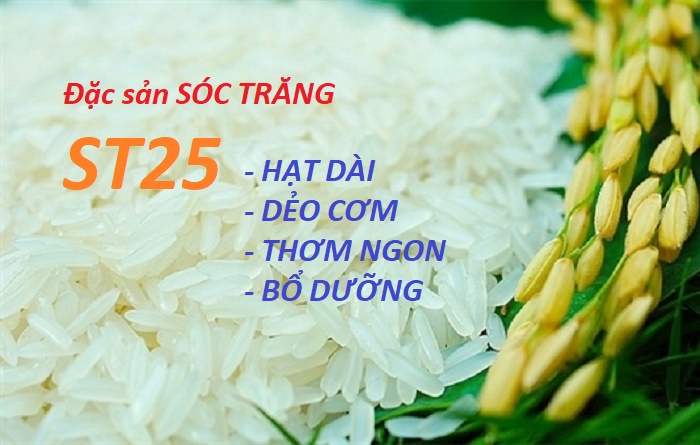 Đặc sản SÓC TRĂNG
ST25
- HẠT DÀI
- DẺO CƠM
- THƠM NGON
- BỔ DƯỠNG